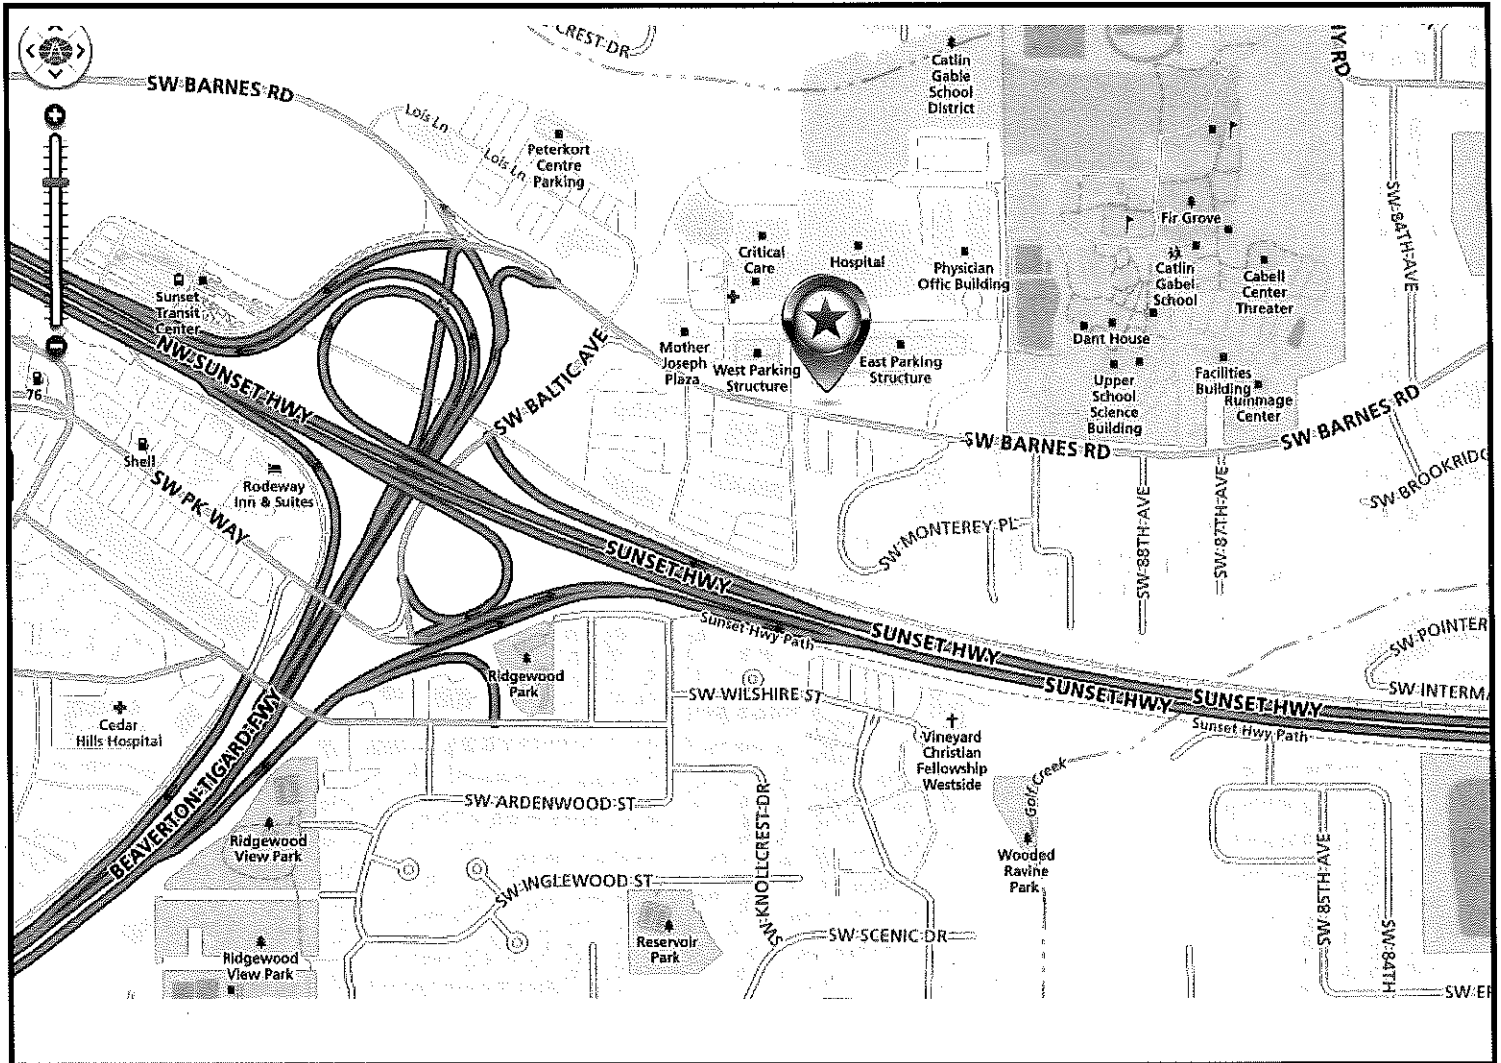 CREST DR
SW BARNES RD
Lois Ln
Lois Ln
Peterkort
Centre
Parking
Catlin
Gable
School
District
Y RD
SW 84TH AVE
Fir Grove
Critical
Care
Hospital
Physician
Offic Building
Catlin
Gabel
School
Cabell
Center
Threater
Sunset
Transit
Center
NW SUNSET HWY
SW BALTIC AVE
Mother
Joseph
Plaza
West Parking
Structure
East Parking
Structure
Dant House
Upper
School
Science
Building
Facilities
Building
Rummage
Center
76
Shell
Rodeway
Inn & Suites
SW PK WAY
SW BARNES RD
SW BARNES RD
SW BROOKRIDG
SW MONTEREY PL
SW 88TH AVE
SW 87TH AVE
SUNSET HWY
Sunset Hwy Path
SUNSET HWY
SW POINTER
Ridgewood
Park
SW WILSHIRE ST
SUNSET HWY
SUNSET HWY
SW INTERMA
Sunset Hwy Path
Cedar
Hills Hospital
Vineyard
Christian
Fellowship
Westside
BEAVERTON-TIGARD FWY
Golf Creek
SW ARDENWOOD ST
SW KNOLLCREST DR
Ridgewood
View Park
Wooded
Ravine
Park
SW INGLEWOOD ST
SW 85TH AVE
SW 84TH
Reservoir
Park
SW SCENIC DR
Ridgewood
View Park
SW EF